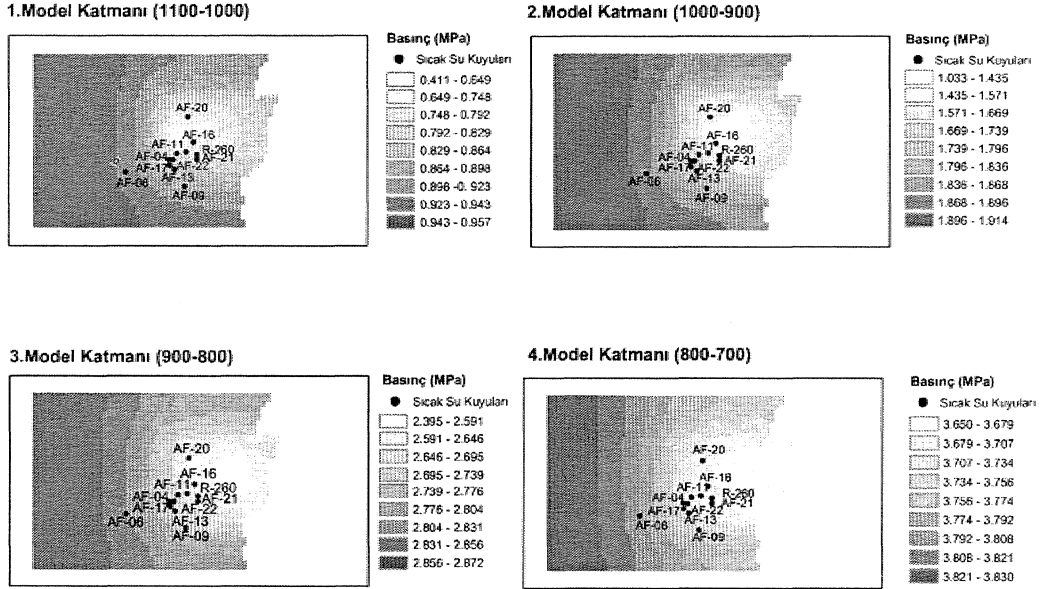 1.Model Katmanı (1100-1000)
Basınç (MPa)
Sıcak Su Kuyuları
0.411 - 0.649
0.649 - 0.748
0.748 - 0.792
0.792 - 0.829
0.829 - 0.864
0.864 - 0.898
0.898 -0.923
0.923 - 0.943
0.943 - 0.957
AF-20
AF-16
AF-11
R-260
AF-04
AF-21
AF-17
AF-22
AF-06
AF-13
AF-09
2.Model Katmanı (1000-900)
Basınç (MPa)
Sıcak Su Kuyuları
1.033 - 1.435
1.435 - 1.571
1.571 - 1.669
1.669 - 1.739
1.739 - 1.796
1.796 - 1.836
1.836 - 1.868
1.868 - 1.896
1.896 - 1.914
AF-20
AF-16
AF-11
R-260
AF-04
AF-21
AF-17
AF-22
AF-06
AF-13
AF-09
3.Model Katmanı (900-800)
Basınç (MPa)
Sıcak Su Kuyuları
2.395 - 2.591
2.591 - 2.646
2.646 - 2.695
2.695 - 2.739
2.739 - 2.776
2.776 - 2.804
2.804 - 2.831
2.831 - 2.856
2.856 - 2.872
AF-20
AF-16
AF-11
R-260
AF-04
AF-21
AF-17
AF-22
AF-06
AF-13
AF-09
4.Model Katmanı (800-700)
Basınç (MPa)
Sıcak Su Kuyuları
3.650 - 3.679
3.679 - 3.707
3.707 - 3.734
3.734 - 3.756
3.756 - 3.774
3.774 - 3.792
3.792 - 3.808
3.808 - 3.821
3.821 - 3.830
AF-20
AF-16
AF-11
R-260
AF-04
AF-21
AF-17
AF-22
AF-06
AF-13
AF-09